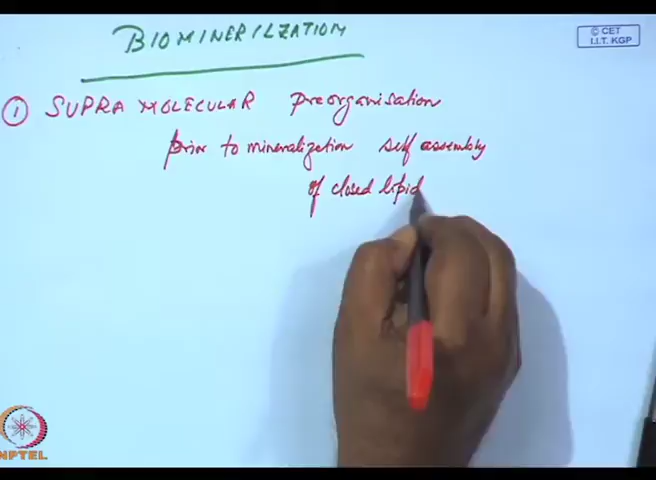 BIOMINERILZATION
© CET
I.I.T. KGP
① SUPRA MOLECULAR preorganisation
prior to mineralization self assembly
of closed lipid
NPTEL